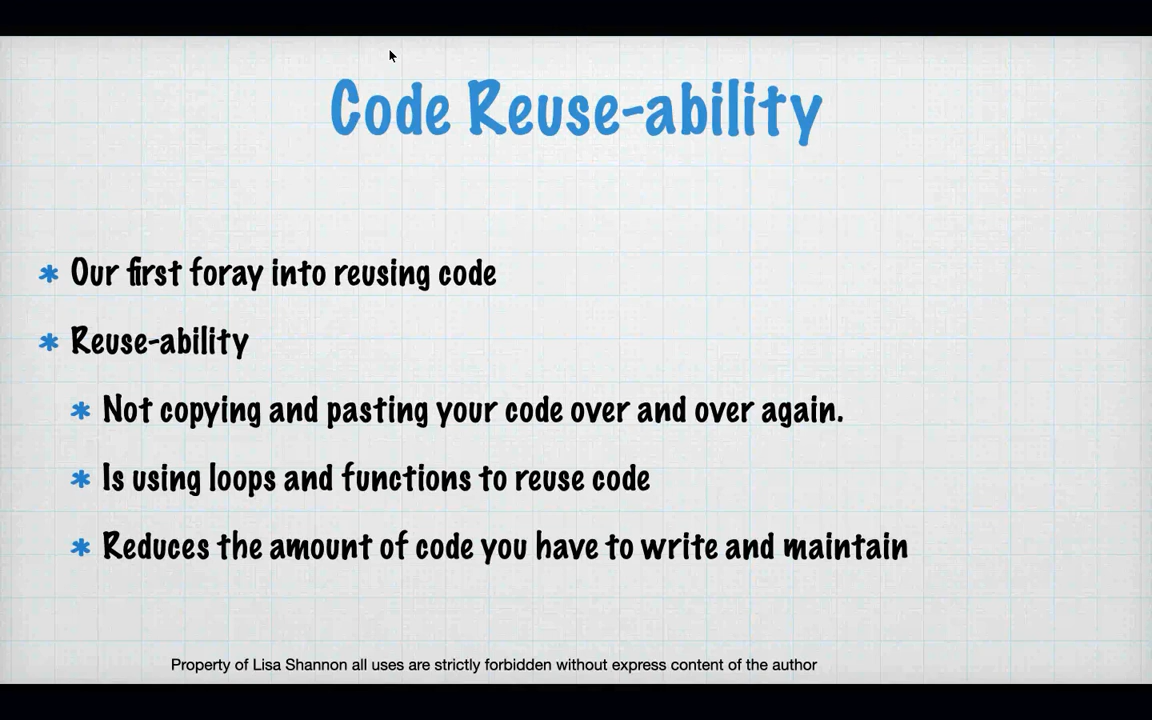 Code Reuse-ability
* Our first foray into reusing code
* Reuse-ability
* Not copying and pasting your code over and over again.
* Is using loops and functions to reuse code
* Reduces the amount of code you have to write and maintain
Property of Lisa Shannon all uses are strictly forbidden without express content of the author